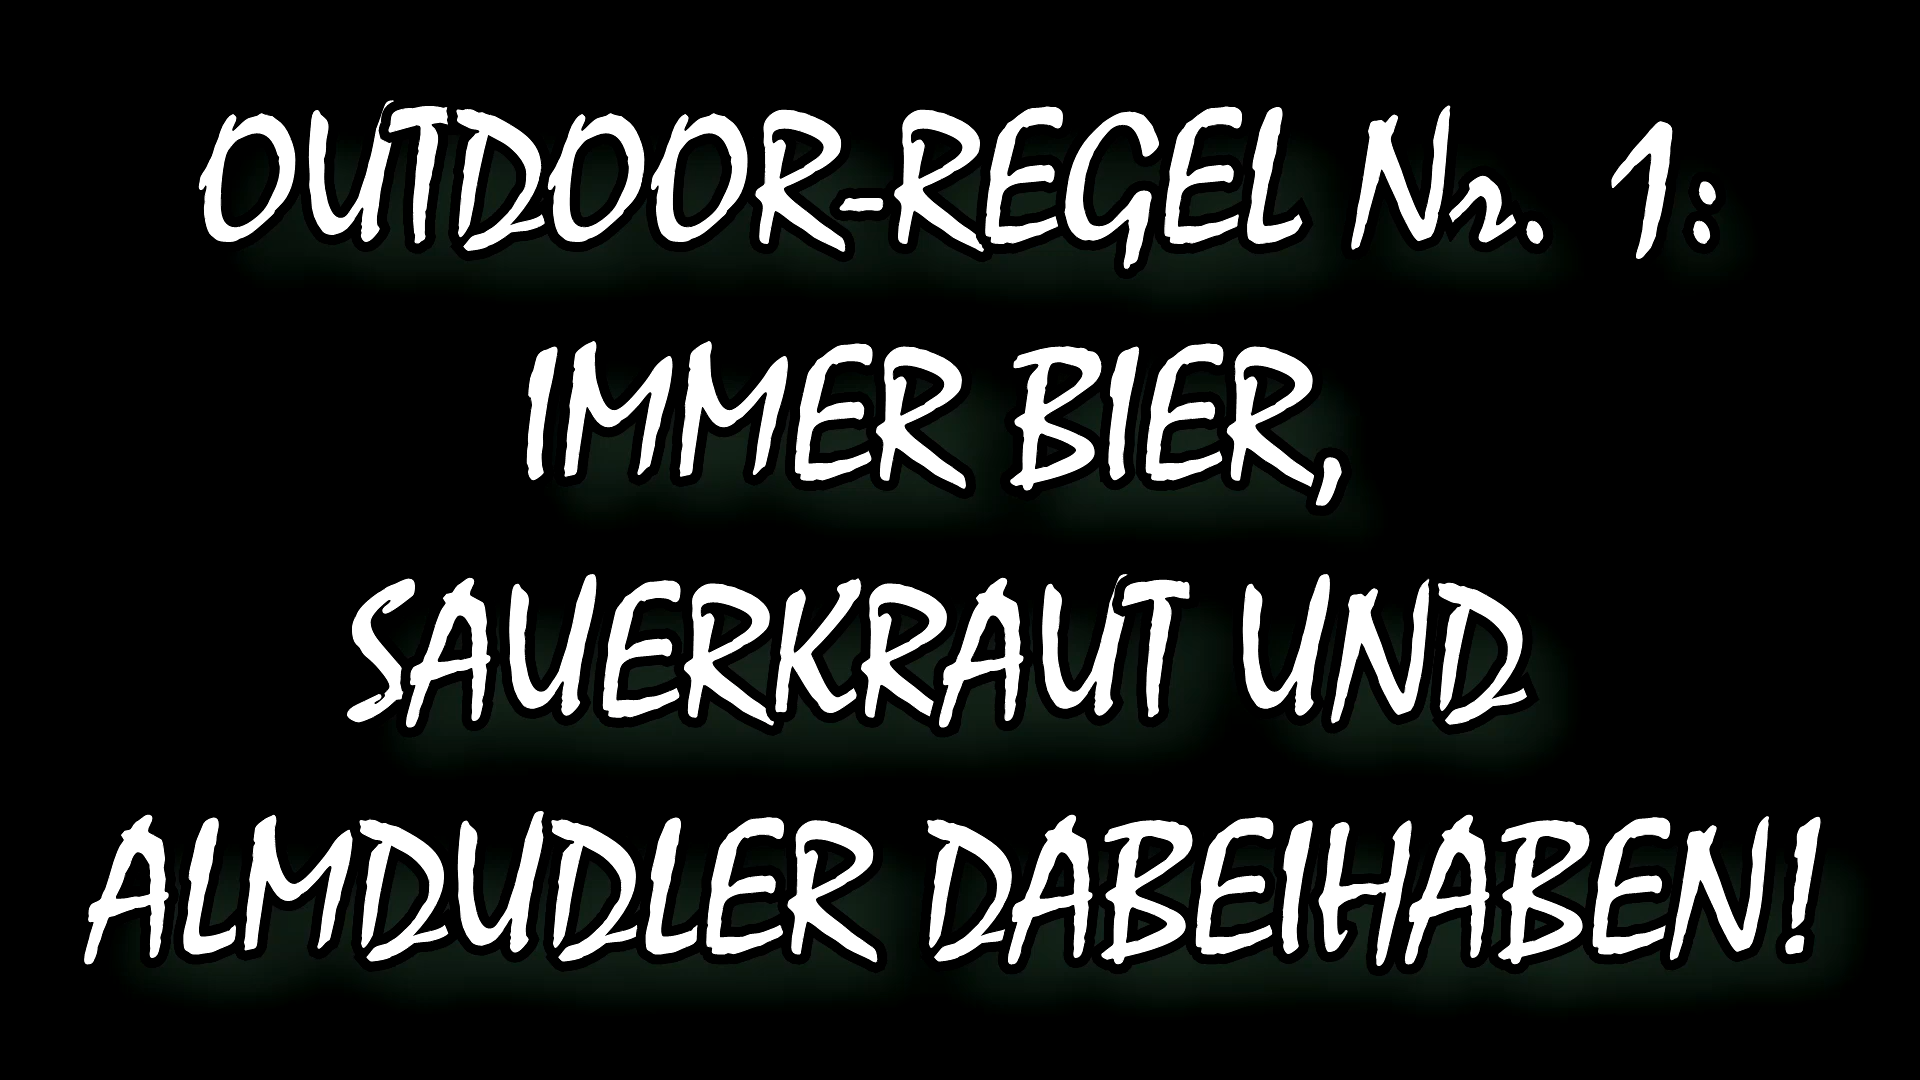 OUTDOOR-REGEL Nr. 1:
IMMER BIER,
SAUERKRAUT UND
ALMDUDLER DABEIHABEN!